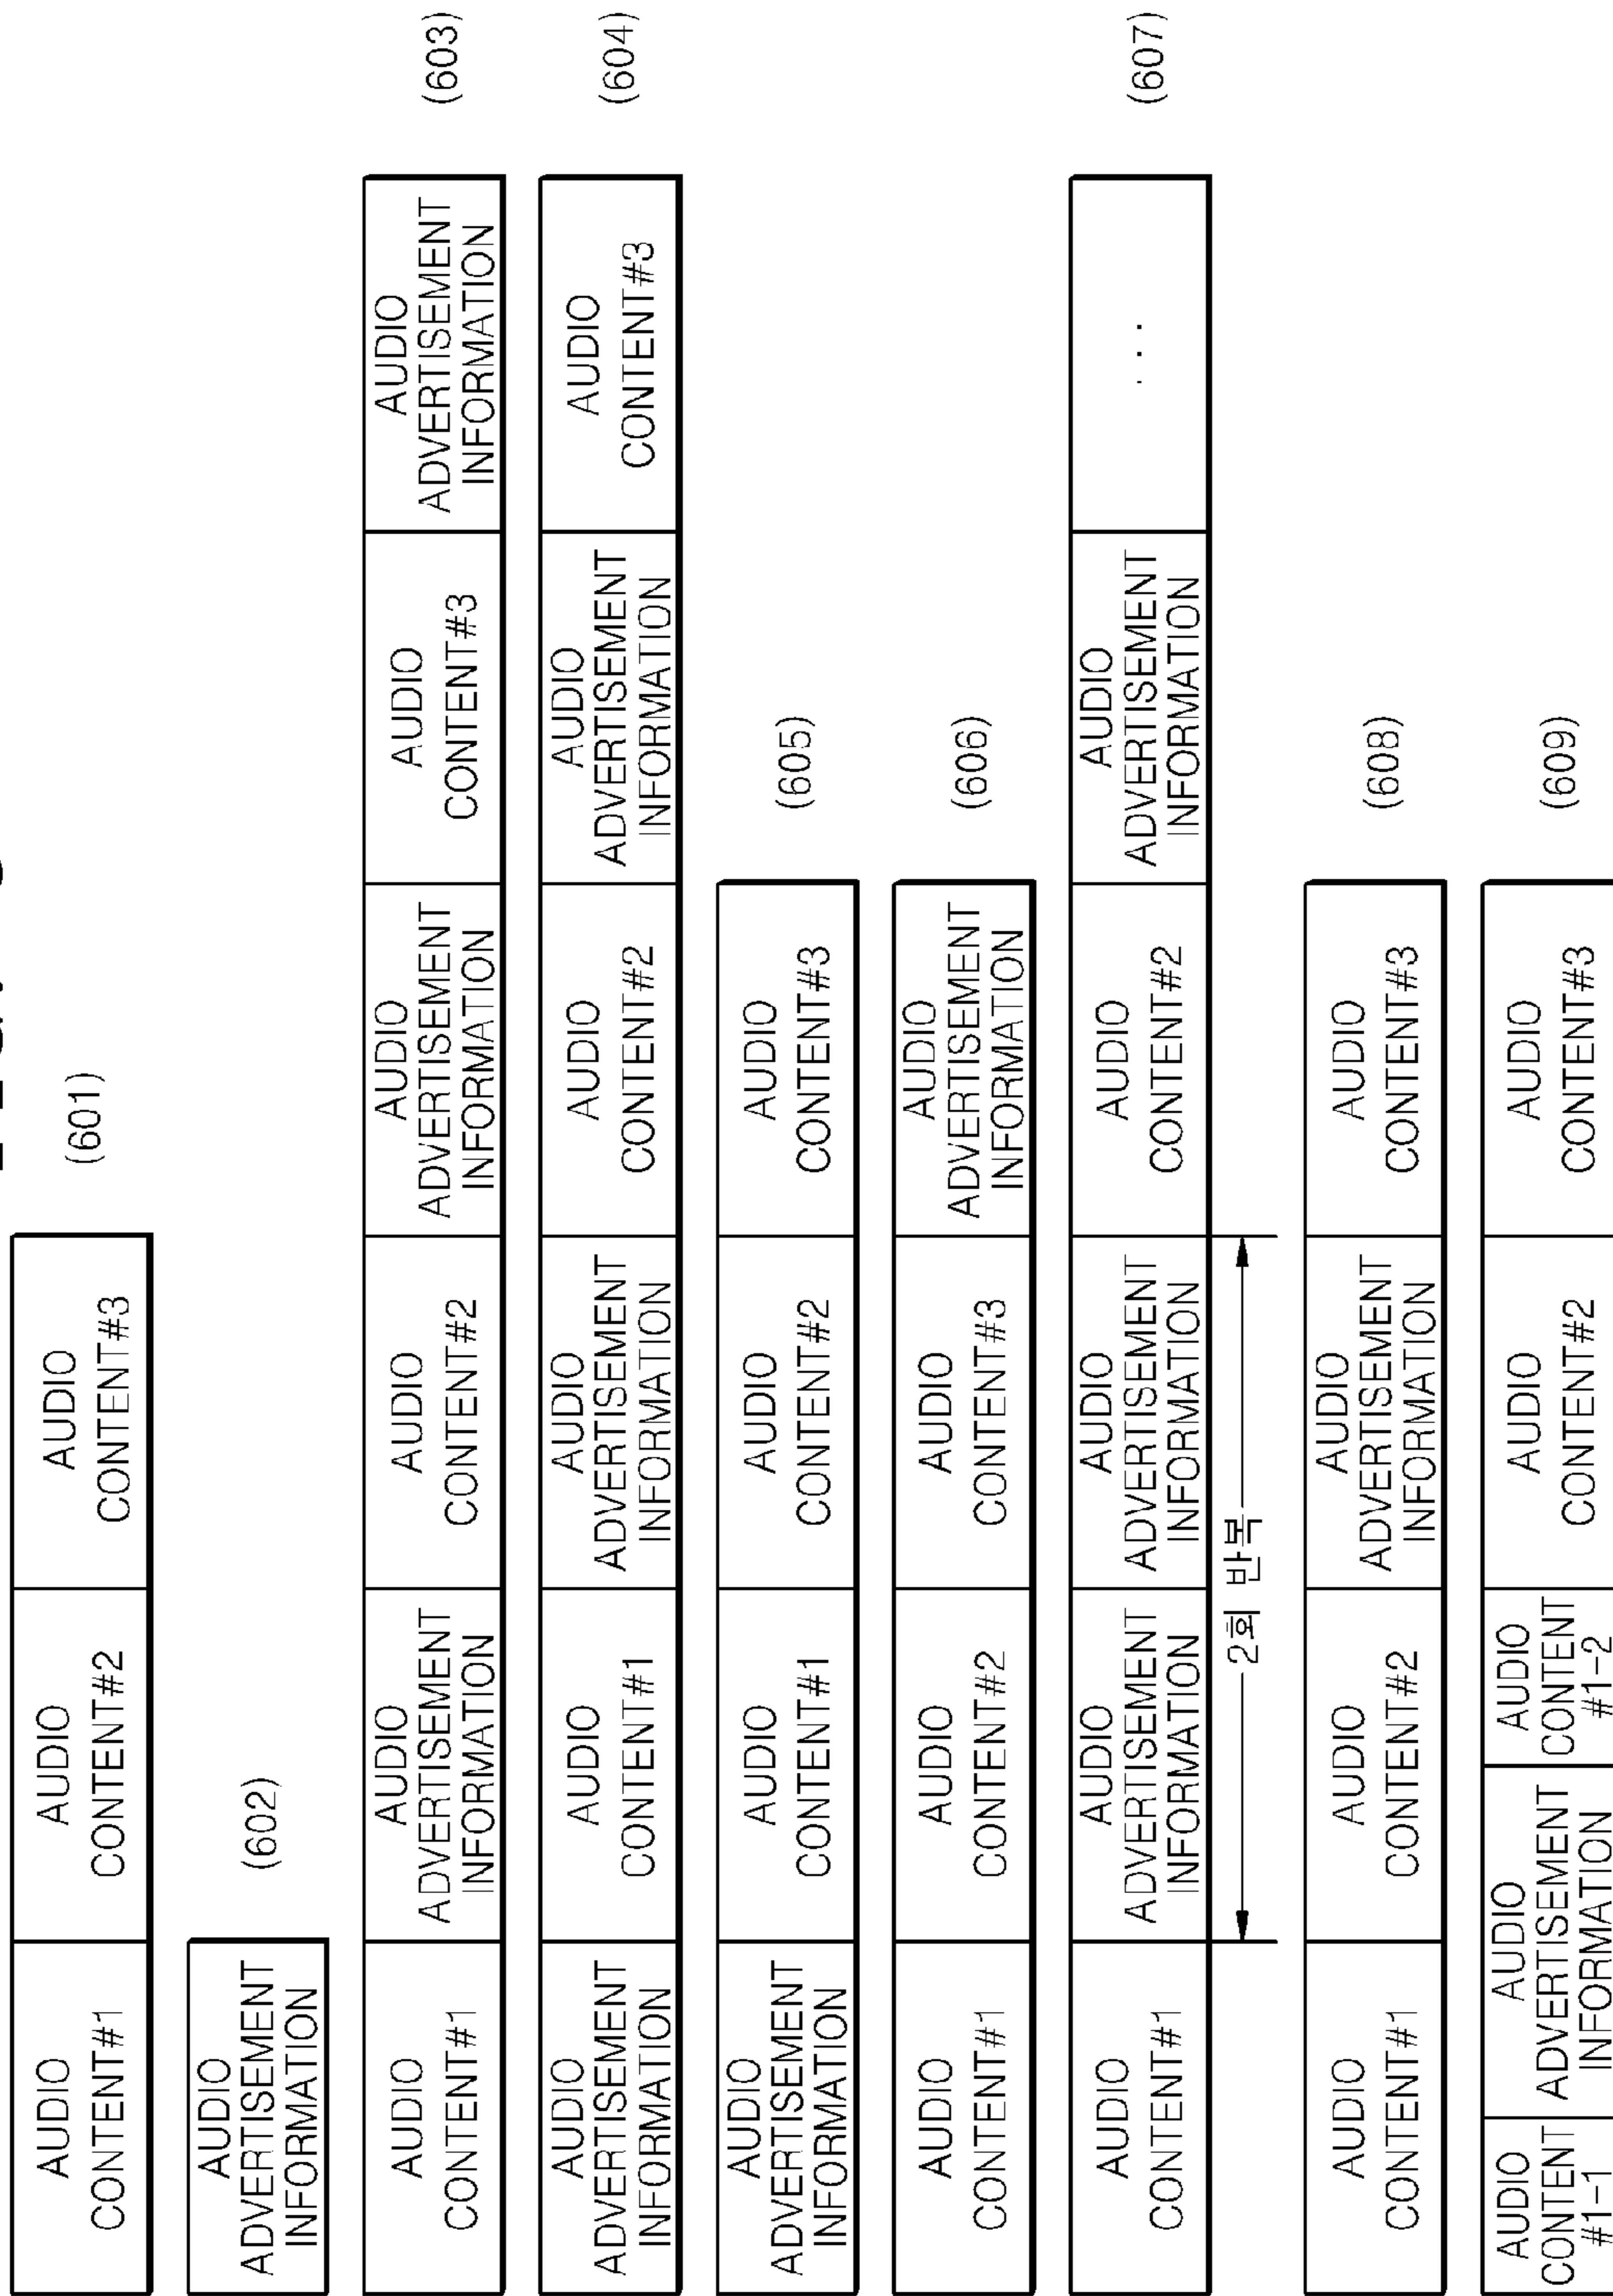 (601)
AUDIO
CONTENT#1
AUDIO
CONTENT#2
AUDIO
CONTENT#3
AUDIO
ADVERTISEMENT
INFORMATION
(602)
AUDIO
CONTENT#1
AUDIO
ADVERTISEMENT
INFORMATION
AUDIO
CONTENT#2
AUDIO
ADVERTISEMENT
INFORMATION
AUDIO
CONTENT#3
AUDIO
ADVERTISEMENT
INFORMATION
(603)
AUDIO
ADVERTISEMENT
INFORMATION
AUDIO
CONTENT#1
AUDIO
ADVERTISEMENT
INFORMATION
AUDIO
CONTENT#2
AUDIO
ADVERTISEMENT
INFORMATION
AUDIO
CONTENT#3
(604)
AUDIO
ADVERTISEMENT
INFORMATION
AUDIO
CONTENT#1
AUDIO
CONTENT#2
AUDIO
CONTENT#3
(605)
AUDIO
CONTENT#1
AUDIO
CONTENT#2
AUDIO
CONTENT#3
AUDIO
ADVERTISEMENT
INFORMATION
(606)
AUDIO
CONTENT#1
AUDIO
ADVERTISEMENT
INFORMATION
AUDIO
ADVERTISEMENT
INFORMATION
AUDIO
CONTENT#2
AUDIO
ADVERTISEMENT
INFORMATION
...
(607)
2회 반복
AUDIO
CONTENT#1
AUDIO
CONTENT#2
AUDIO
ADVERTISEMENT
INFORMATION
AUDIO
CONTENT#3
(608)
AUDIO
CONTENT
#1-1
AUDIO
ADVERTISEMENT
INFORMATION
AUDIO
CONTENT
#1-2
AUDIO
CONTENT#2
AUDIO
CONTENT#3
(609)